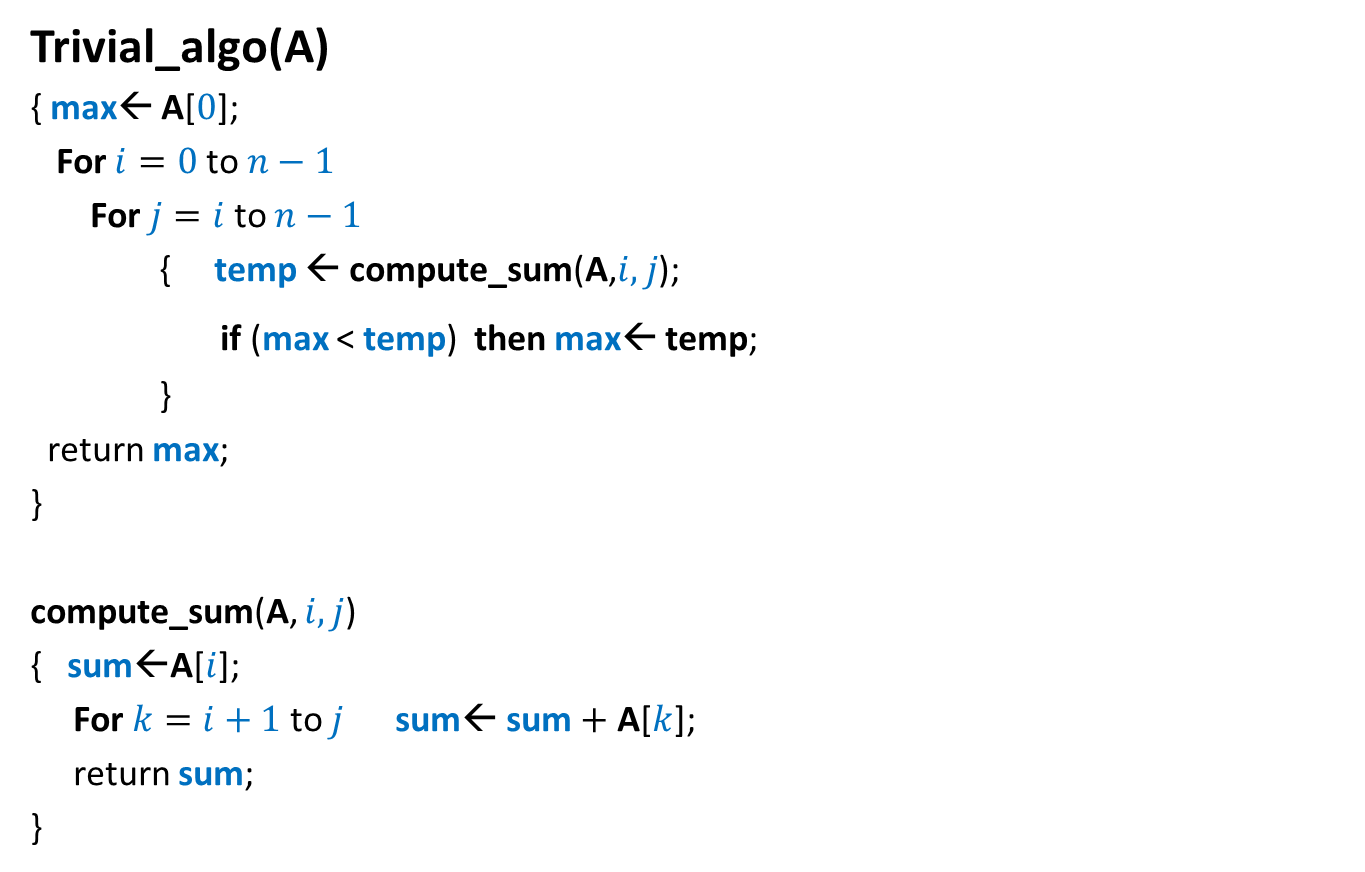 Trivial_algo(A)
{ max← A[0];
For i = 0 to n − 1
For j = i to n − 1
{ temp ← compute_sum(A,i, j);
if (max < temp) then max← temp;
}
return max;
}
compute_sum(A, i, j)
{ sum←A[i];
For k = i + 1 to j sum← sum + A[k];
return sum;
}